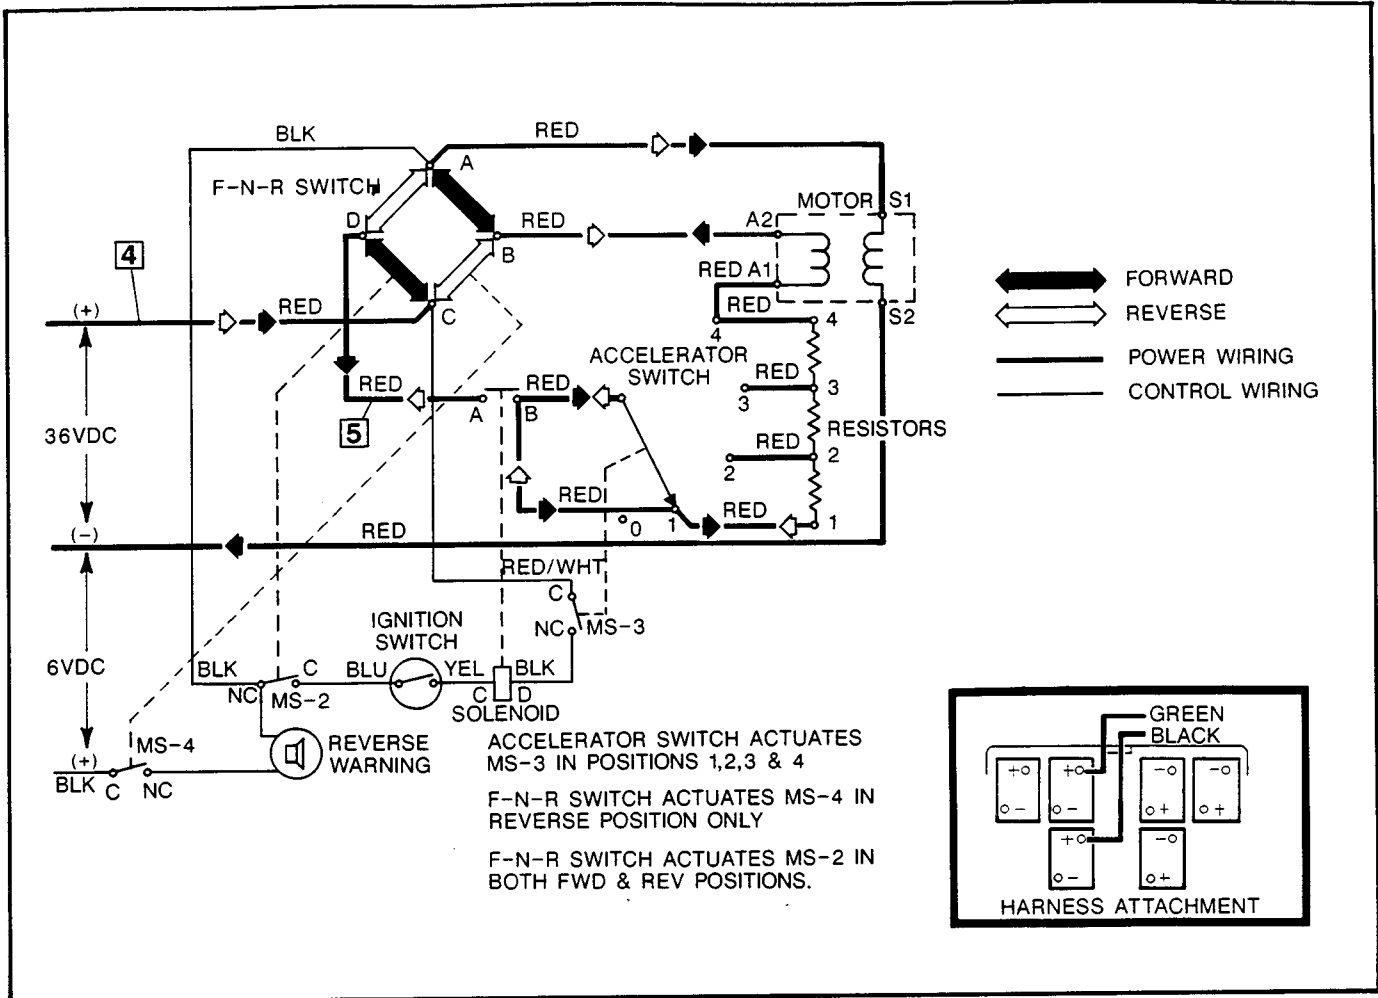 BLK
RED
A
F-N-R SWITCH
D
RED
B
MOTOR
S1
A2
4
RED A1
FORWARD
REVERSE
(+)
RED
C
RED
4
4
S2
ACCELERATOR
SWITCH
POWER WIRING
CONTROL WIRING
RED
RED
A
B
RED
3
3
36VDC
5
RESISTORS
RED
2
2
RED
0
1
RED
1
(-)
RED
RED/WHT
C
NC
MS-3
IGNITION
SWITCH
6VDC
BLK
C
BLU
YEL
BLK
NC
MS-2
C
D
SOLENOID
(+)
MS-4
REVERSE
WARNING
BLK
C
NC
ACCELERATOR SWITCH ACTUATES
MS-3 IN POSITIONS 1,2,3 & 4
F-N-R SWITCH ACTUATES MS-4 IN
REVERSE POSITION ONLY
F-N-R SWITCH ACTUATES MS-2 IN
BOTH FWD & REV POSITIONS.
GREEN
BLACK
+ + - -
- - + +
+ -
- +
HARNESS ATTACHMENT